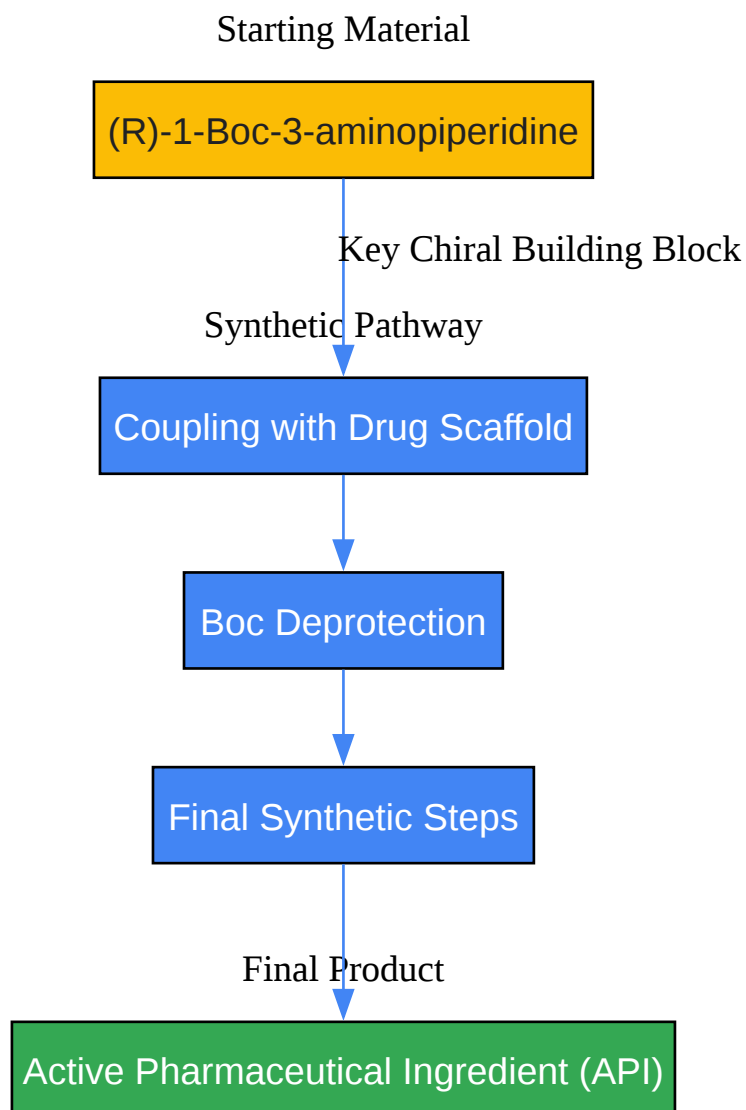 Starting Material
(R)-1-Boc-3-aminopiperidine
Key Chiral Building Block
Synthetic Pathway
Coupling with Drug Scaffold
Boc Deprotection
Final Synthetic Steps
Final Product
Active Pharmaceutical Ingredient (API)